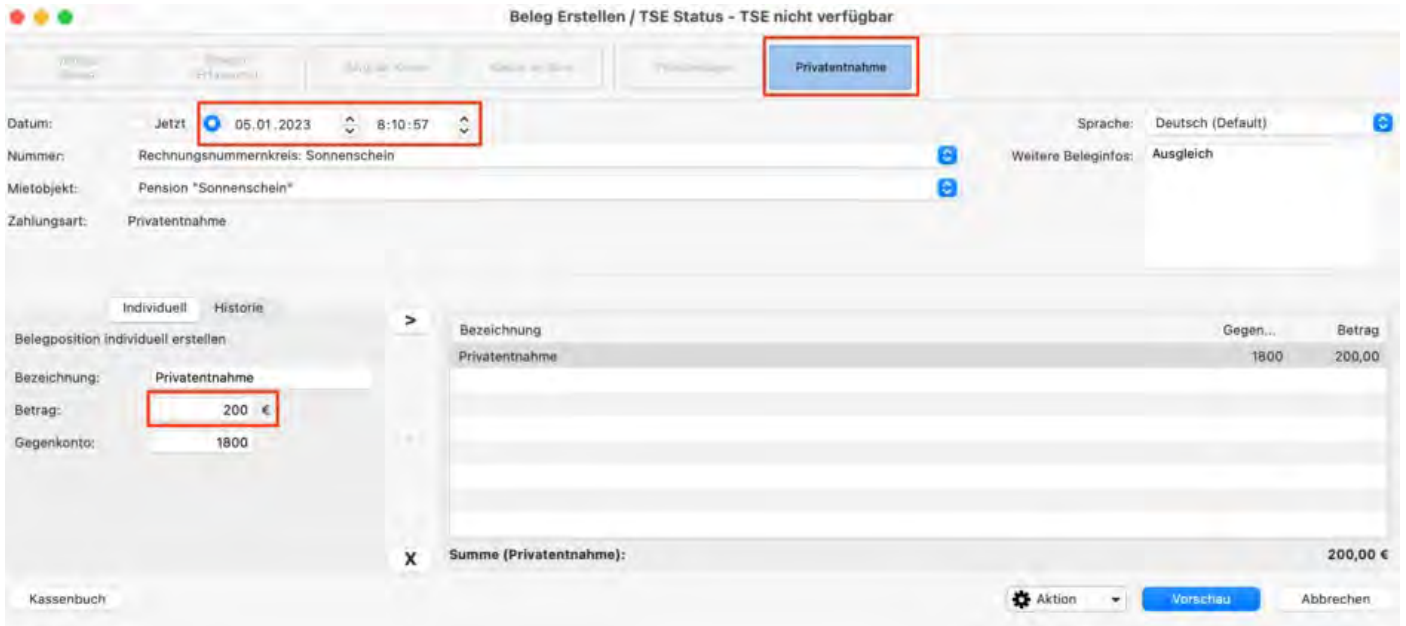 Beleg Erstellen / TSE Status - TSE nicht verfügbar
Privatentnahme
Datum: Jetzt 05.01.2023 8:10:57 Sprache: Deutsch (Default)
Nummer: Rechnungsnummernkreis: Sonnenschein Weitere Beleginfos: Ausgleich
Mietobjekt: Pension "Sonnenschein"
Zahlungsart: Privatentnahme
Individuell Historie
>
Belegposition individuell erstellen
Bezeichnung Gegen... Betrag
Privatentnahme 1800 200,00
Bezeichnung: Privatentnahme
Betrag: 200 €
Gegenkonto: 1800
X
Summe (Privatentnahme): 200,00 €
Kassenbuch Aktion Vorschau Abbrechen